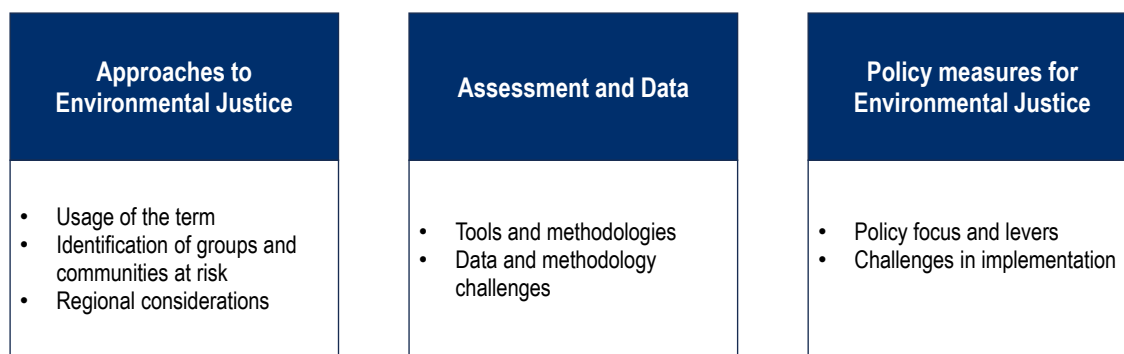 Approaches to
Environmental Justice
• Usage of the term
• Identification of groups and
communities at risk
• Regional considerations
Assessment and Data
• Tools and methodologies
• Data and methodology
challenges
Policy measures for
Environmental Justice
• Policy focus and levers
• Challenges in implementation